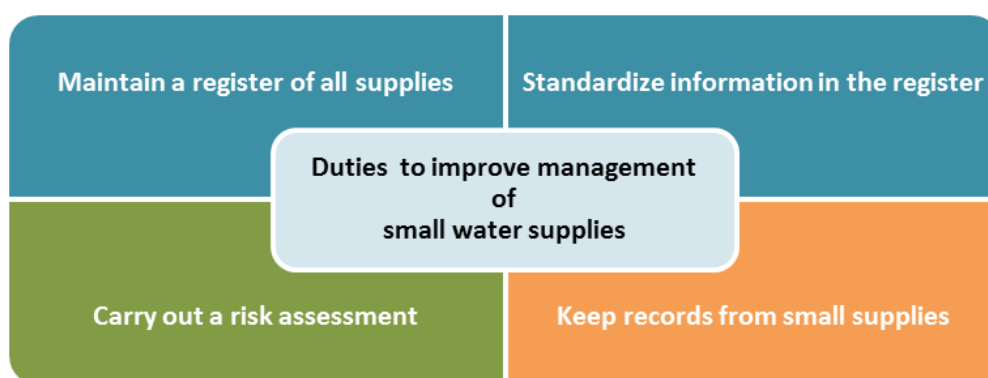 Maintain a register of all supplies
Standardize information in the register
Duties to improve management
of
small water supplies
Carry out a risk assessment
Keep records from small supplies